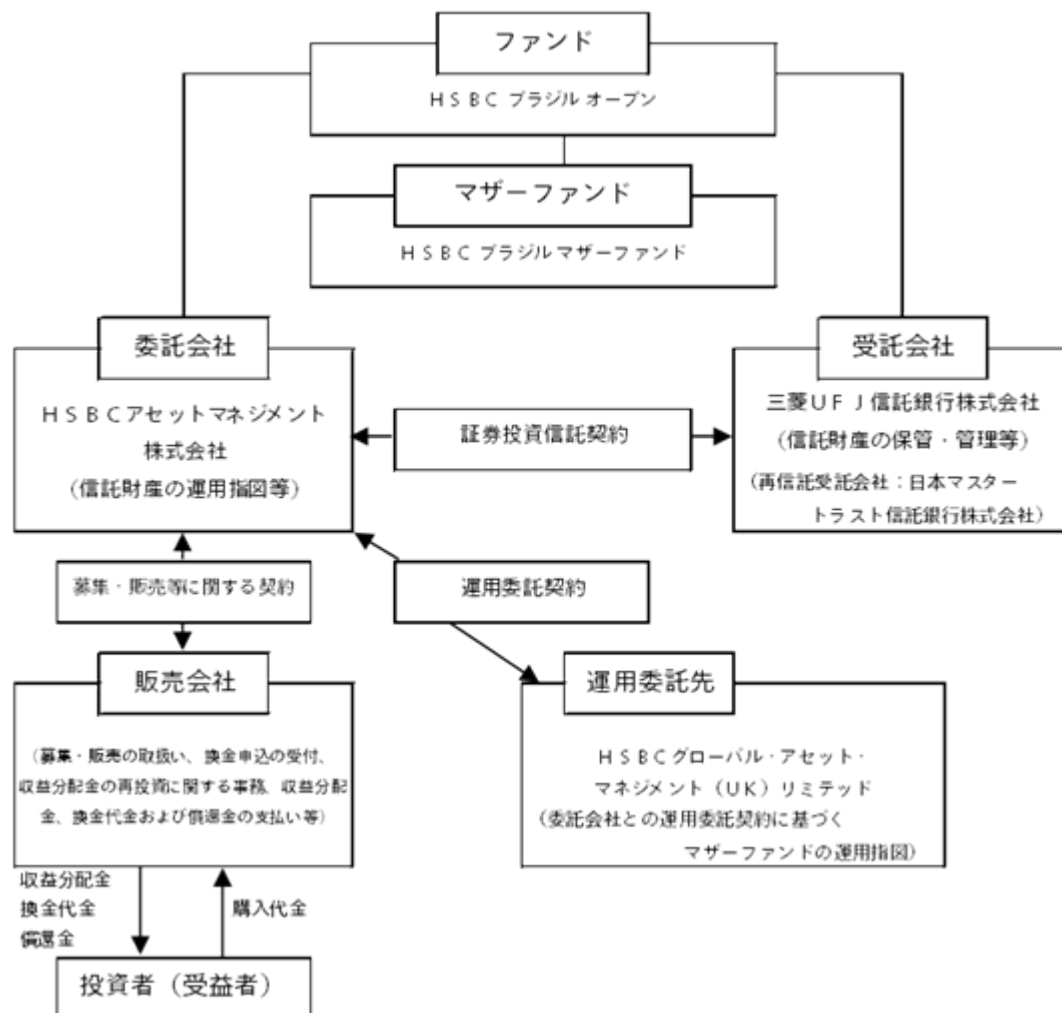 ファンド
HSBC ブラジル オープン
マザーファンド
HSBC ブラジル マザーファンド
委託会社
HSBCアセットマネジメント
株式会社
(信託財産の運用指図等)
証券投資信託契約
受託会社
三菱UFJ信託銀行株式会社
(信託財産の保管・管理等)
(再信託受託会社:日本マスター
トラスト信託銀行株式会社)
募集・販売等に関する契約
運用委託契約
販売会社
(募集・販売の取扱い、換金申込の受付、
収益分配金の再投資に関する事務、収益分配
金、換金代金および償還金の支払い等)
運用委託先
HSBCグローバル・アセット・
マネジメント(UK)リミテッド
(委託会社との運用委託契約に基づく
マザーファンドの運用指図)
収益分配金
換金代金
償還金
購入代金
投資者(受益者)